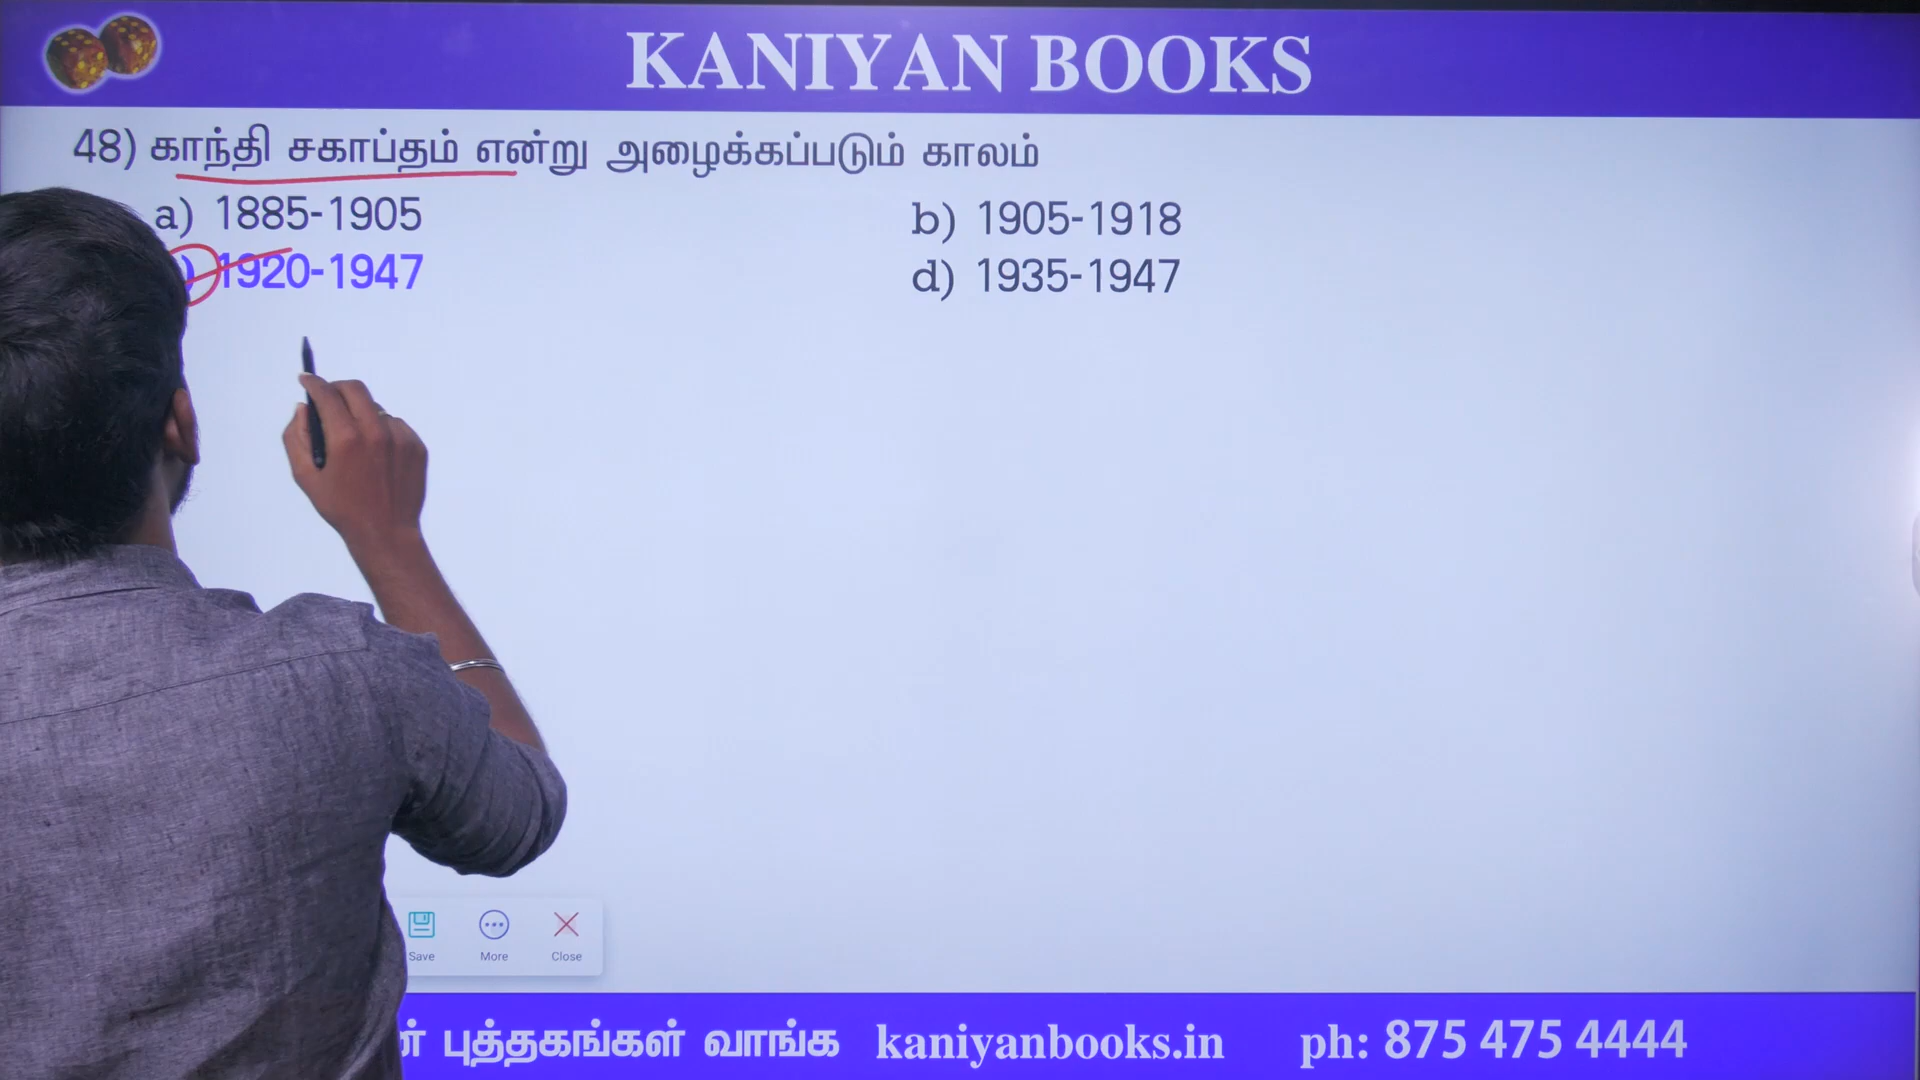 KANIYAN BOOKS
48) காந்தி சகாப்தம் என்று அழைக்கப்படும் காலம்
a) 1885-1905
b) 1905-1918
) 1920-1947
d) 1935-1947
Save
More
Close
புத்தகங்கள் வாங்க kaniyanbooks.in ph: 875 475 4444